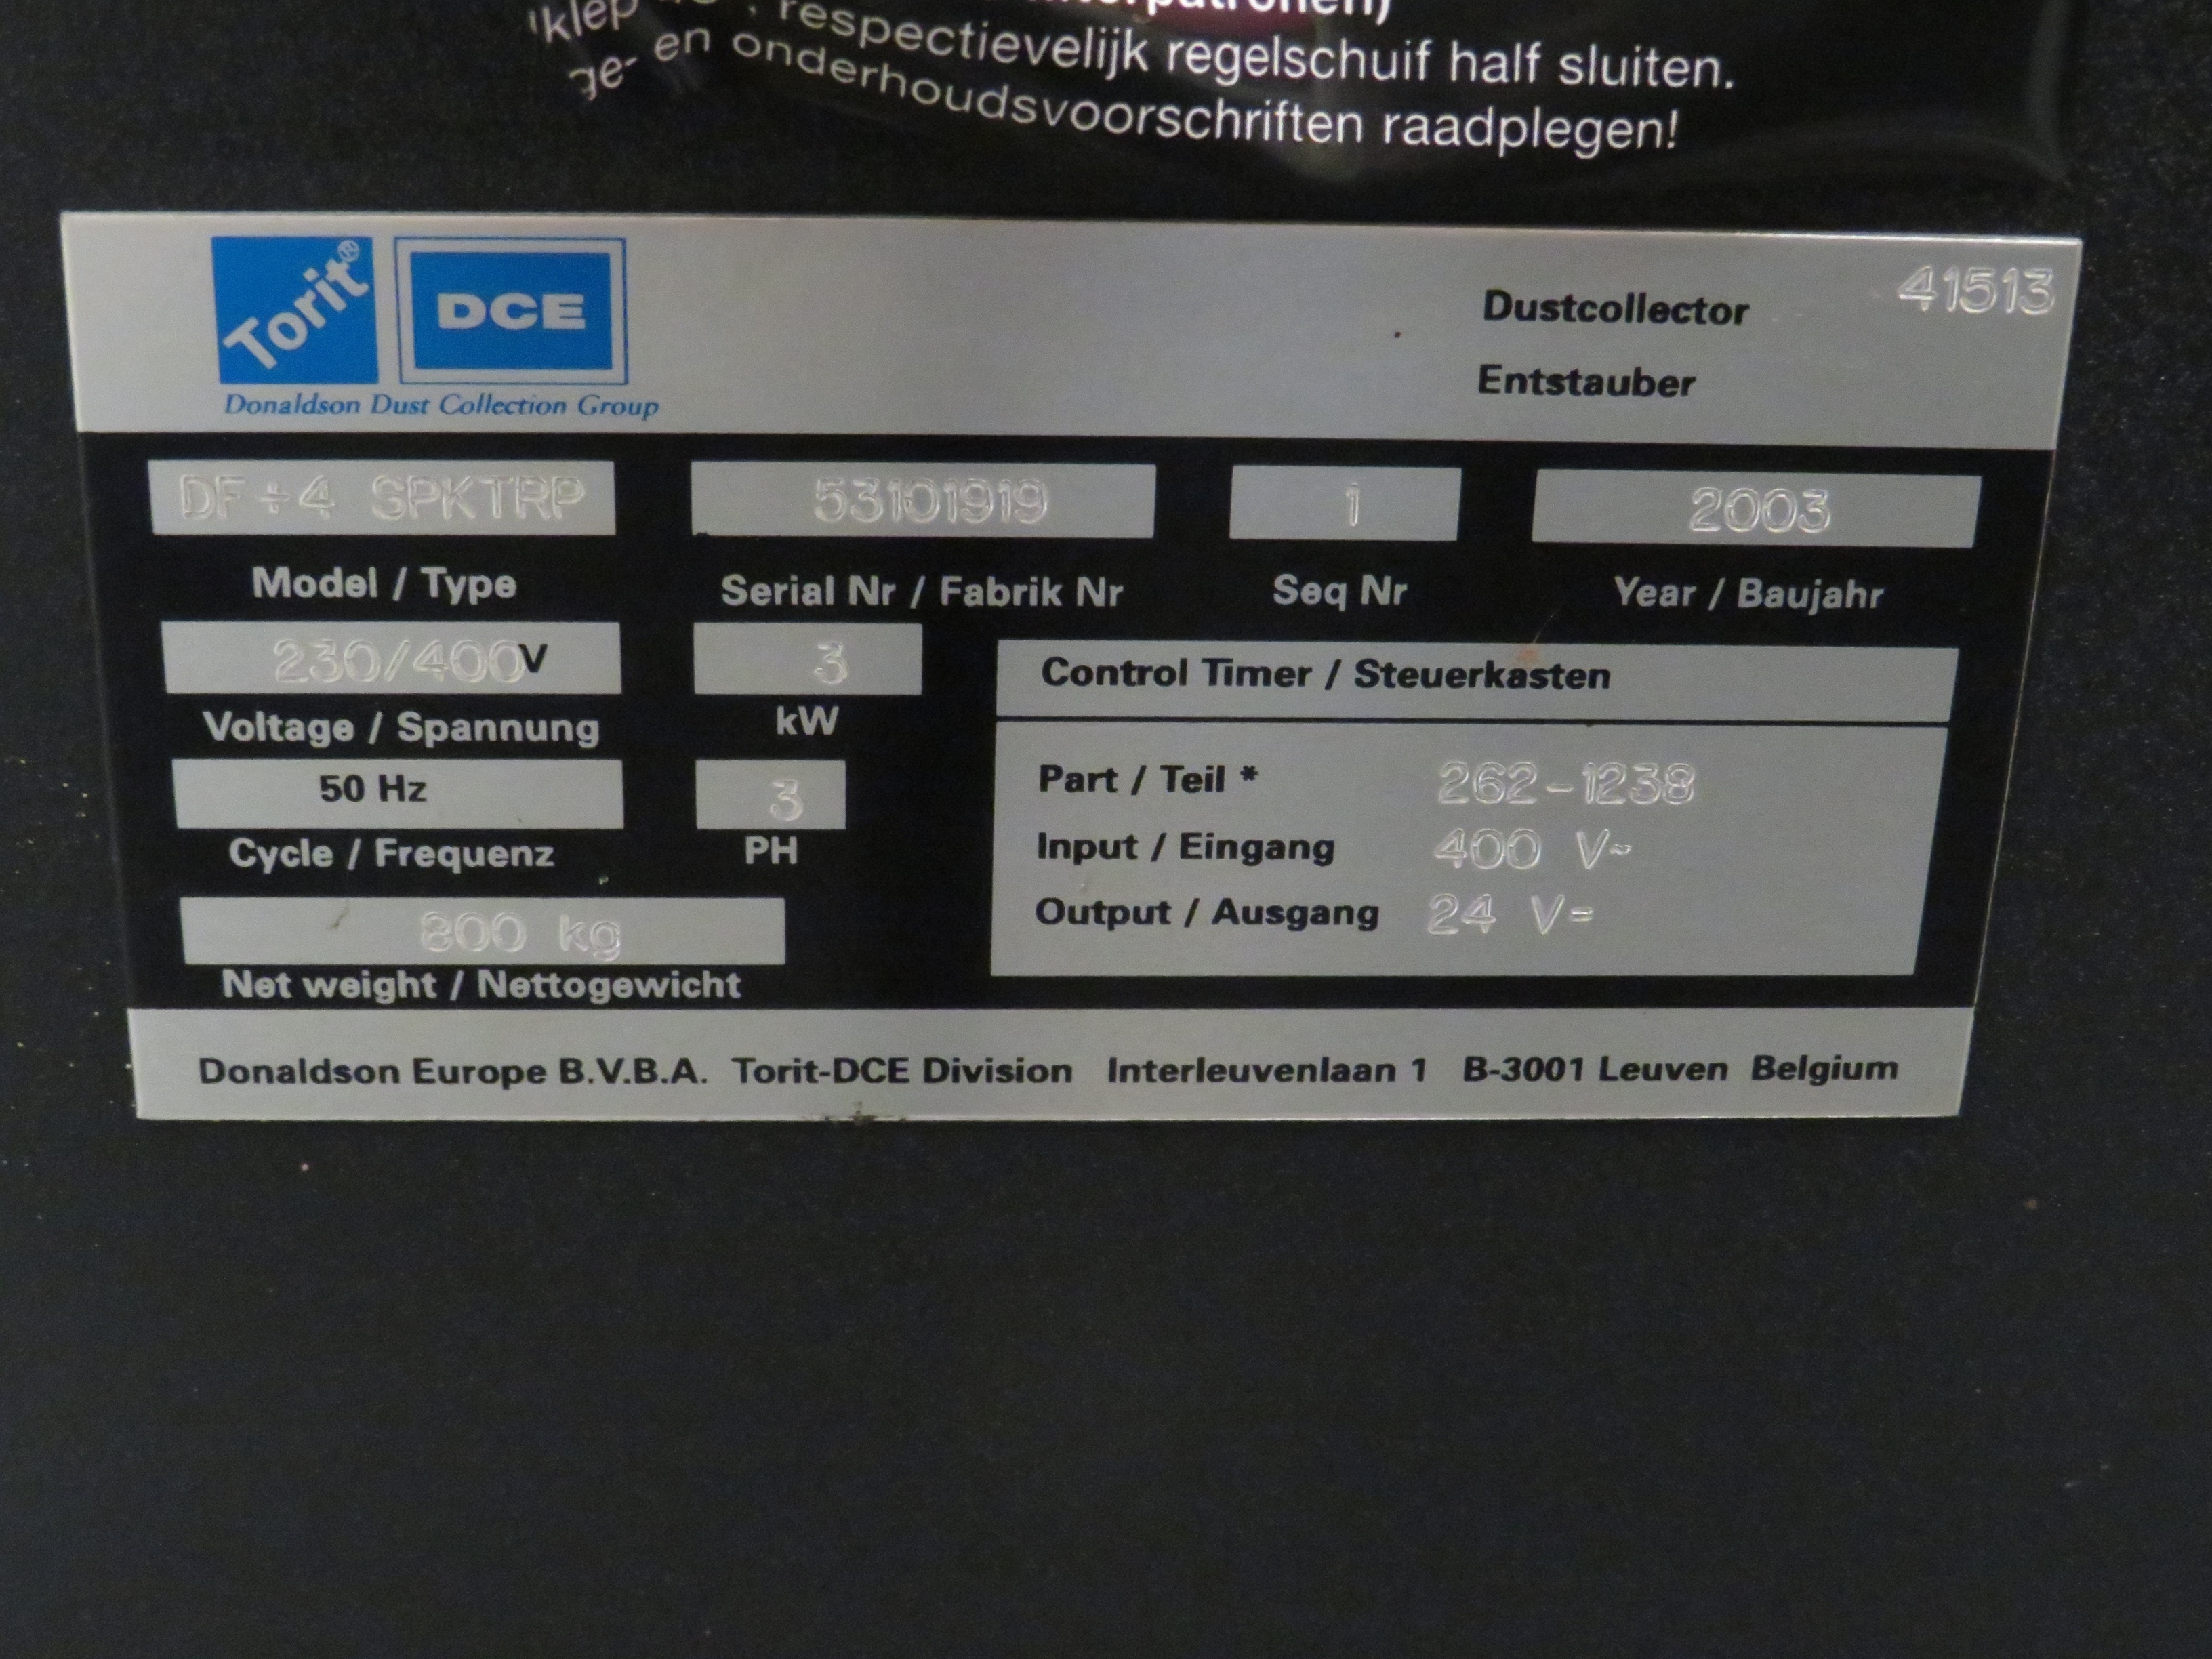 respectievelijk regelschuif half sluiten.
en onderhoudsvoorschriften raadplegen!
Torit®
DCE
Donaldson Dust Collection Group
Dustcollector
41513
Entstauber
DF÷4 SPKTRP
53101919
1
2003
Model / Type
Serial Nr / Fabrik Nr
Seq Nr
Year / Baujahr
230/400V
3
Voltage / Spannung
kW
50 Hz
3
Cycle / Frequenz
PH
800 kg
Net weight / Nettogewicht
Control Timer / Steuerkasten
Part / Teil * 262-1238
Input / Eingang 400 V~
Output / Ausgang 24 V=
Donaldson Europe B.V.B.A. Torit-DCE Division Interleuvenlaan 1 B-3001 Leuven Belgium